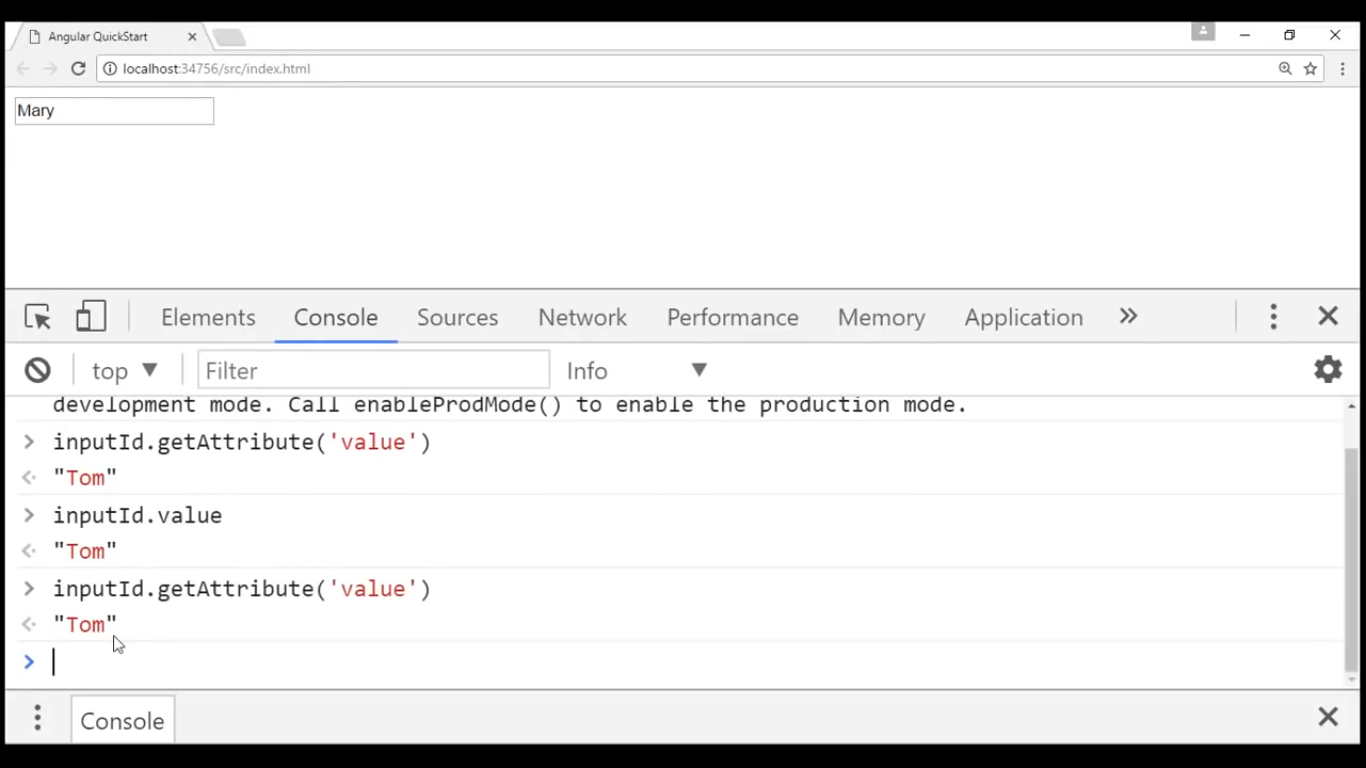 Angular QuickStart
localhost:34756/src/index.html
Mary
Elements Console Sources Network Performance Memory Application
top Filter Info
development mode. Call enableProdMode() to enable the production mode.
> inputId.getAttribute('value')
"Tom"
> inputId.value
"Tom"
> inputId.getAttribute('value')
"Tom"
>
Console